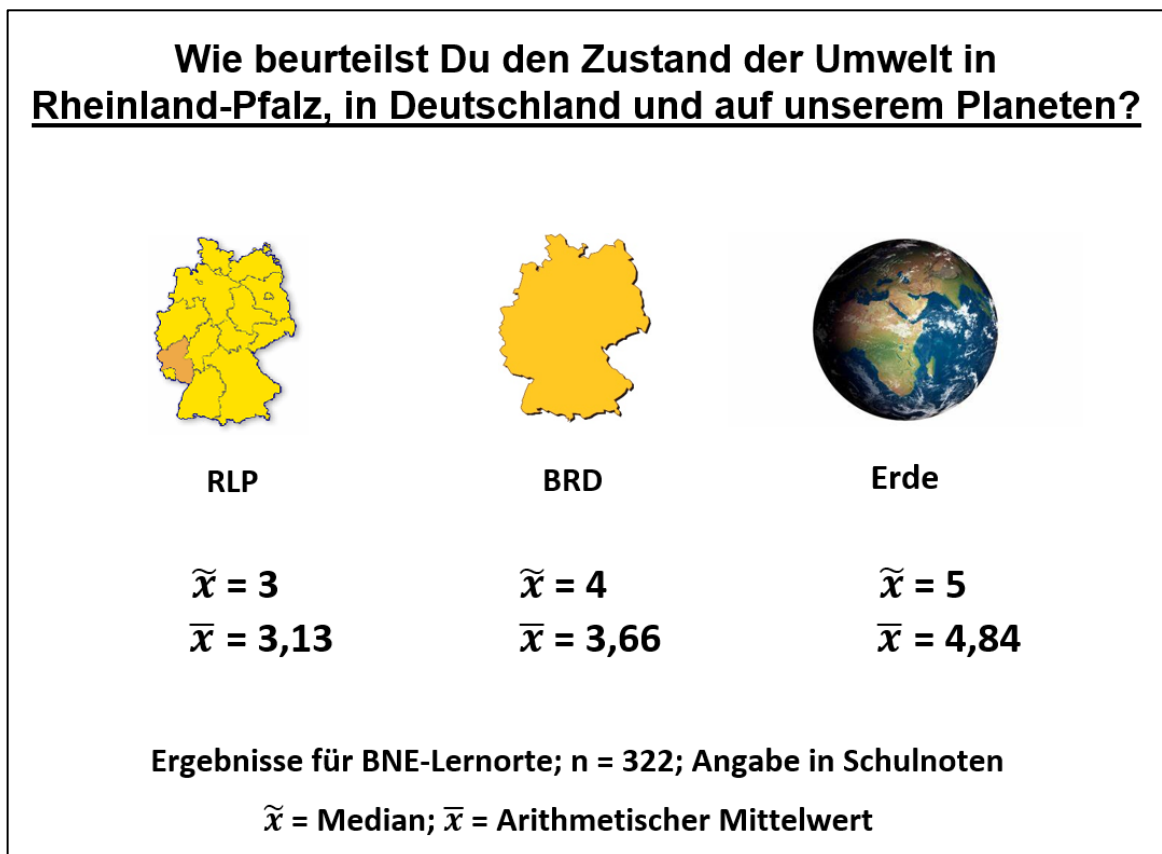 Wie beurteilst Du den Zustand der Umwelt in
Rheinland-Pfalz, in Deutschland und auf unserem Planeten?
RLP
BRD
Erde
x̃ = 3
x̃ = 4
x̃ = 5
x̅ = 3,13
x̅ = 3,66
x̅ = 4,84
Ergebnisse für BNE-Lernorte; n = 322; Angabe in Schulnoten
x̃ = Median; x̅ = Arithmetischer Mittelwert